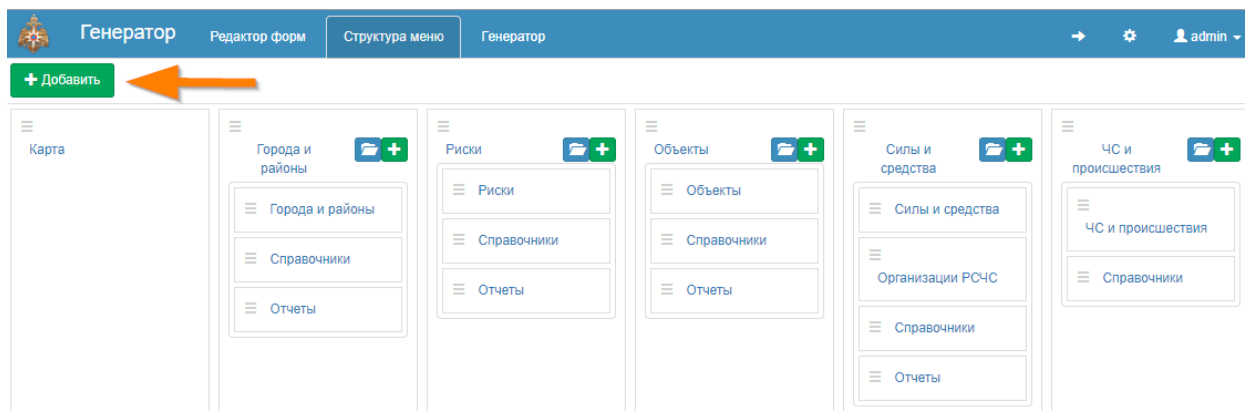 Генератор Редактор форм Структура меню Генератор admin
Добавить
Карта
Города и
районы
Города и районы
Справочники
Отчеты
Риски
Риски
Справочники
Отчеты
Объекты
Объекты
Справочники
Отчеты
Силы и
средства
Силы и средства
Организации РСЧС
Справочники
Отчеты
ЧС и
происшествия
ЧС и происшествия
Справочники